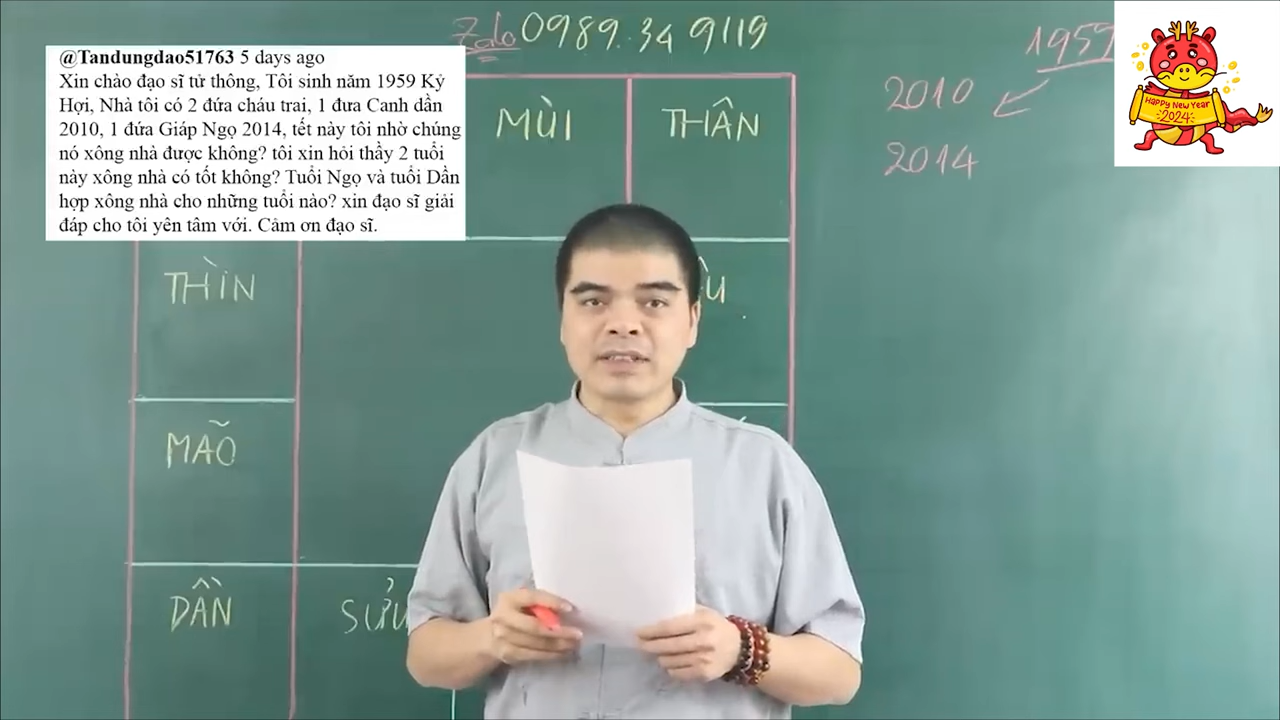 Zalo 0989.34 9119
@Tandungdao51763 5 days ago
Xin chào đạo sĩ tử thông, Tôi sinh năm 1959 Kỷ
Hợi, Nhà tôi có 2 đứa cháu trai, 1 đưa Canh dần
2010, 1 đứa Giáp Ngọ 2014, tết này tôi nhờ chúng
nó xông nhà được không? tôi xin hỏi thầy 2 tuổi
này xông nhà có tốt không? Tuổi Ngọ và tuổi Dần
hợp xông nhà cho những tuổi nào? xin đạo sĩ giải
đáp cho tôi yên tâm với. Cảm ơn đạo sĩ.
MÙI
THÂN
1959
2010
2014
Happy New Year
2024
THÌN
MÃO
DẦN
SỬU